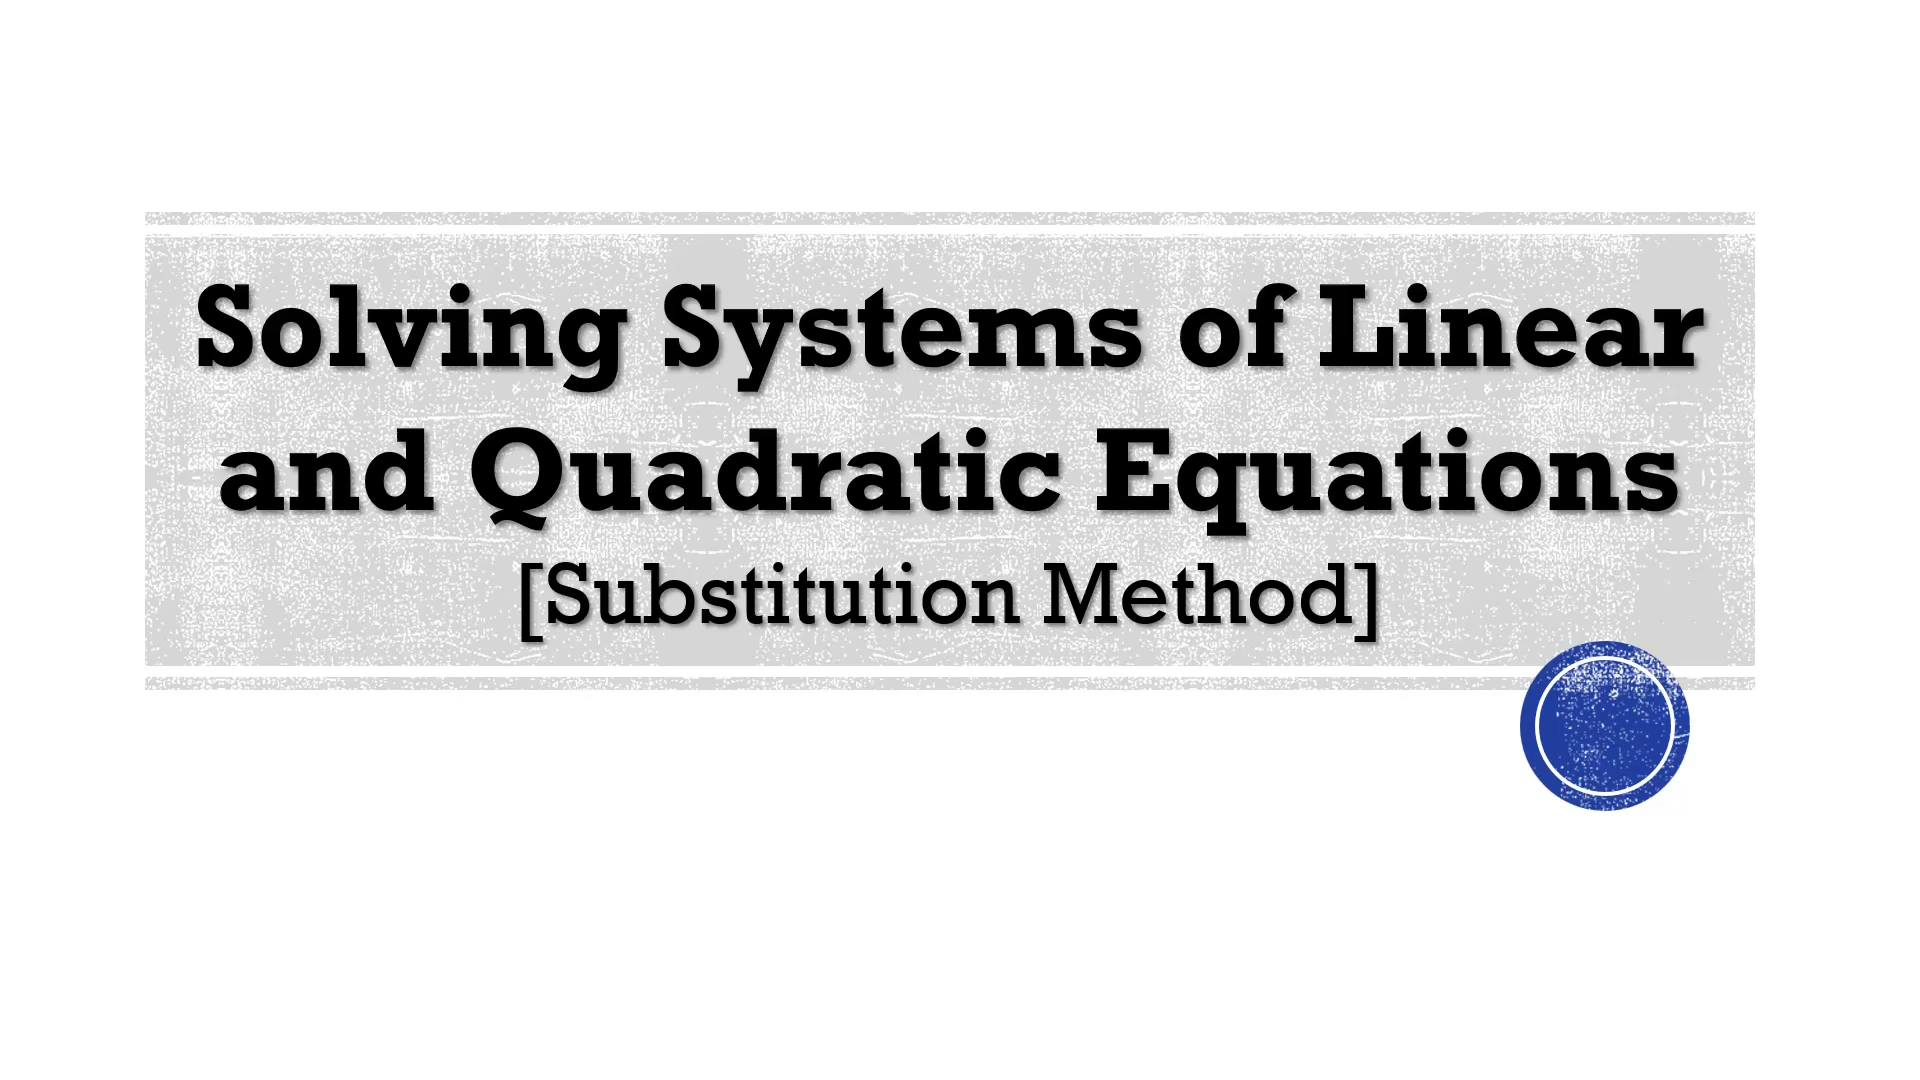 Solving Systems of Linear
and Quadratic Equations
[Substitution Method]